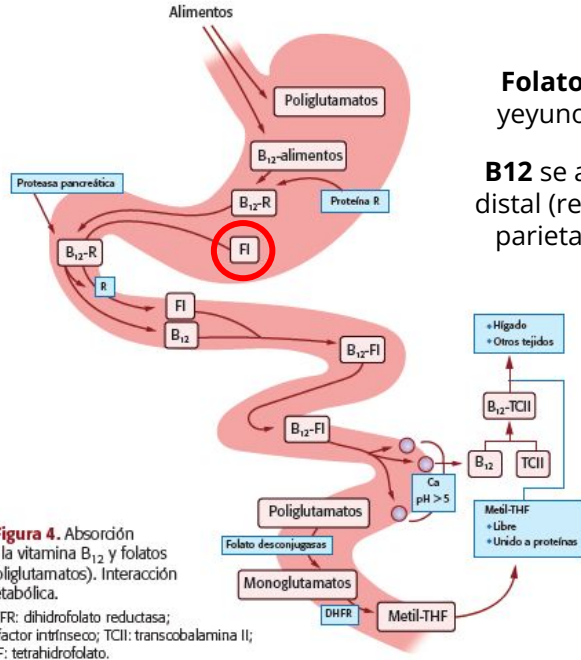 Alimentos
Folato
yeyuno
Poliglutamatos
B₁₂-alimentos
B12 se a
distal (re
parieta
Proteasa pancreática
B₁₂-R
Proteína R
B₁₂-R
FI
R
FI
B₁₂
B₁₂-FI
Hígado
Otros tejidos
B₁₂-TCII
B₁₂-FI
B₁₂
TCII
Ca
pH > 5
Poliglutamatos
Metil-THF
Libre
Unido a proteínas
Folato desconjugasas
Monoglutamatos
DHFR
Metil-THF
igura 4. Absorción
la vitamina B₁₂ y folatos
oliglutamatos). Interacción
etabólica.
FR: dihidrofolato reductasa;
factor intrínseco; TCII: transcobalamina II;
F: tetrahidrofolato.